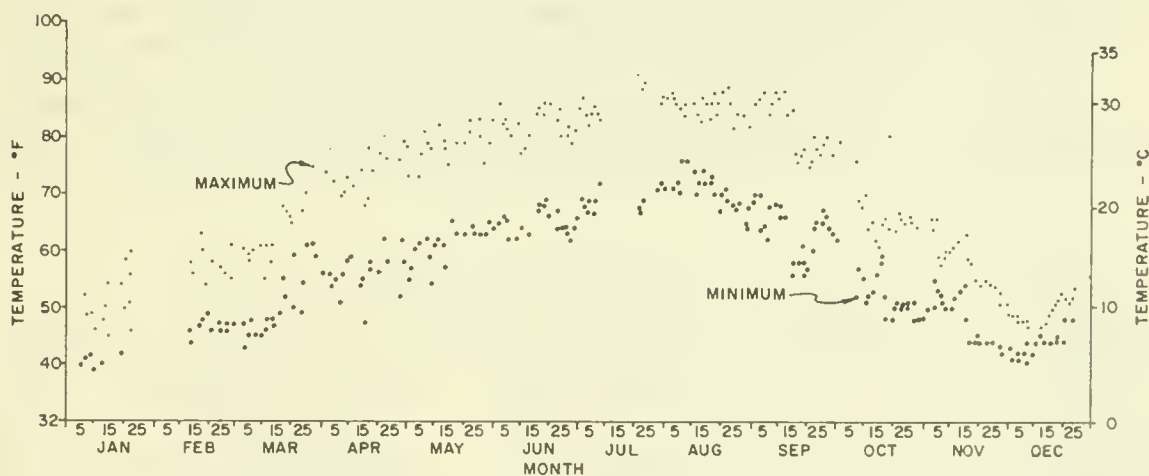 100
90
80
70
60
50
40
32
TEMPERATURE - °F
35
30
20
10
0
TEMPERATURE - °C
MAXIMUM
MINIMUM
5 15 25 5 15 25 5 15 25 5 15 25 5 15 25 5 15 25 5 15 25 5 15 25 5 15 25 5 15 25 5 15 25 5 15 25
JAN FEB MAR APR MAY JUN JUL AUG SEP OCT NOV DEC
MONTH